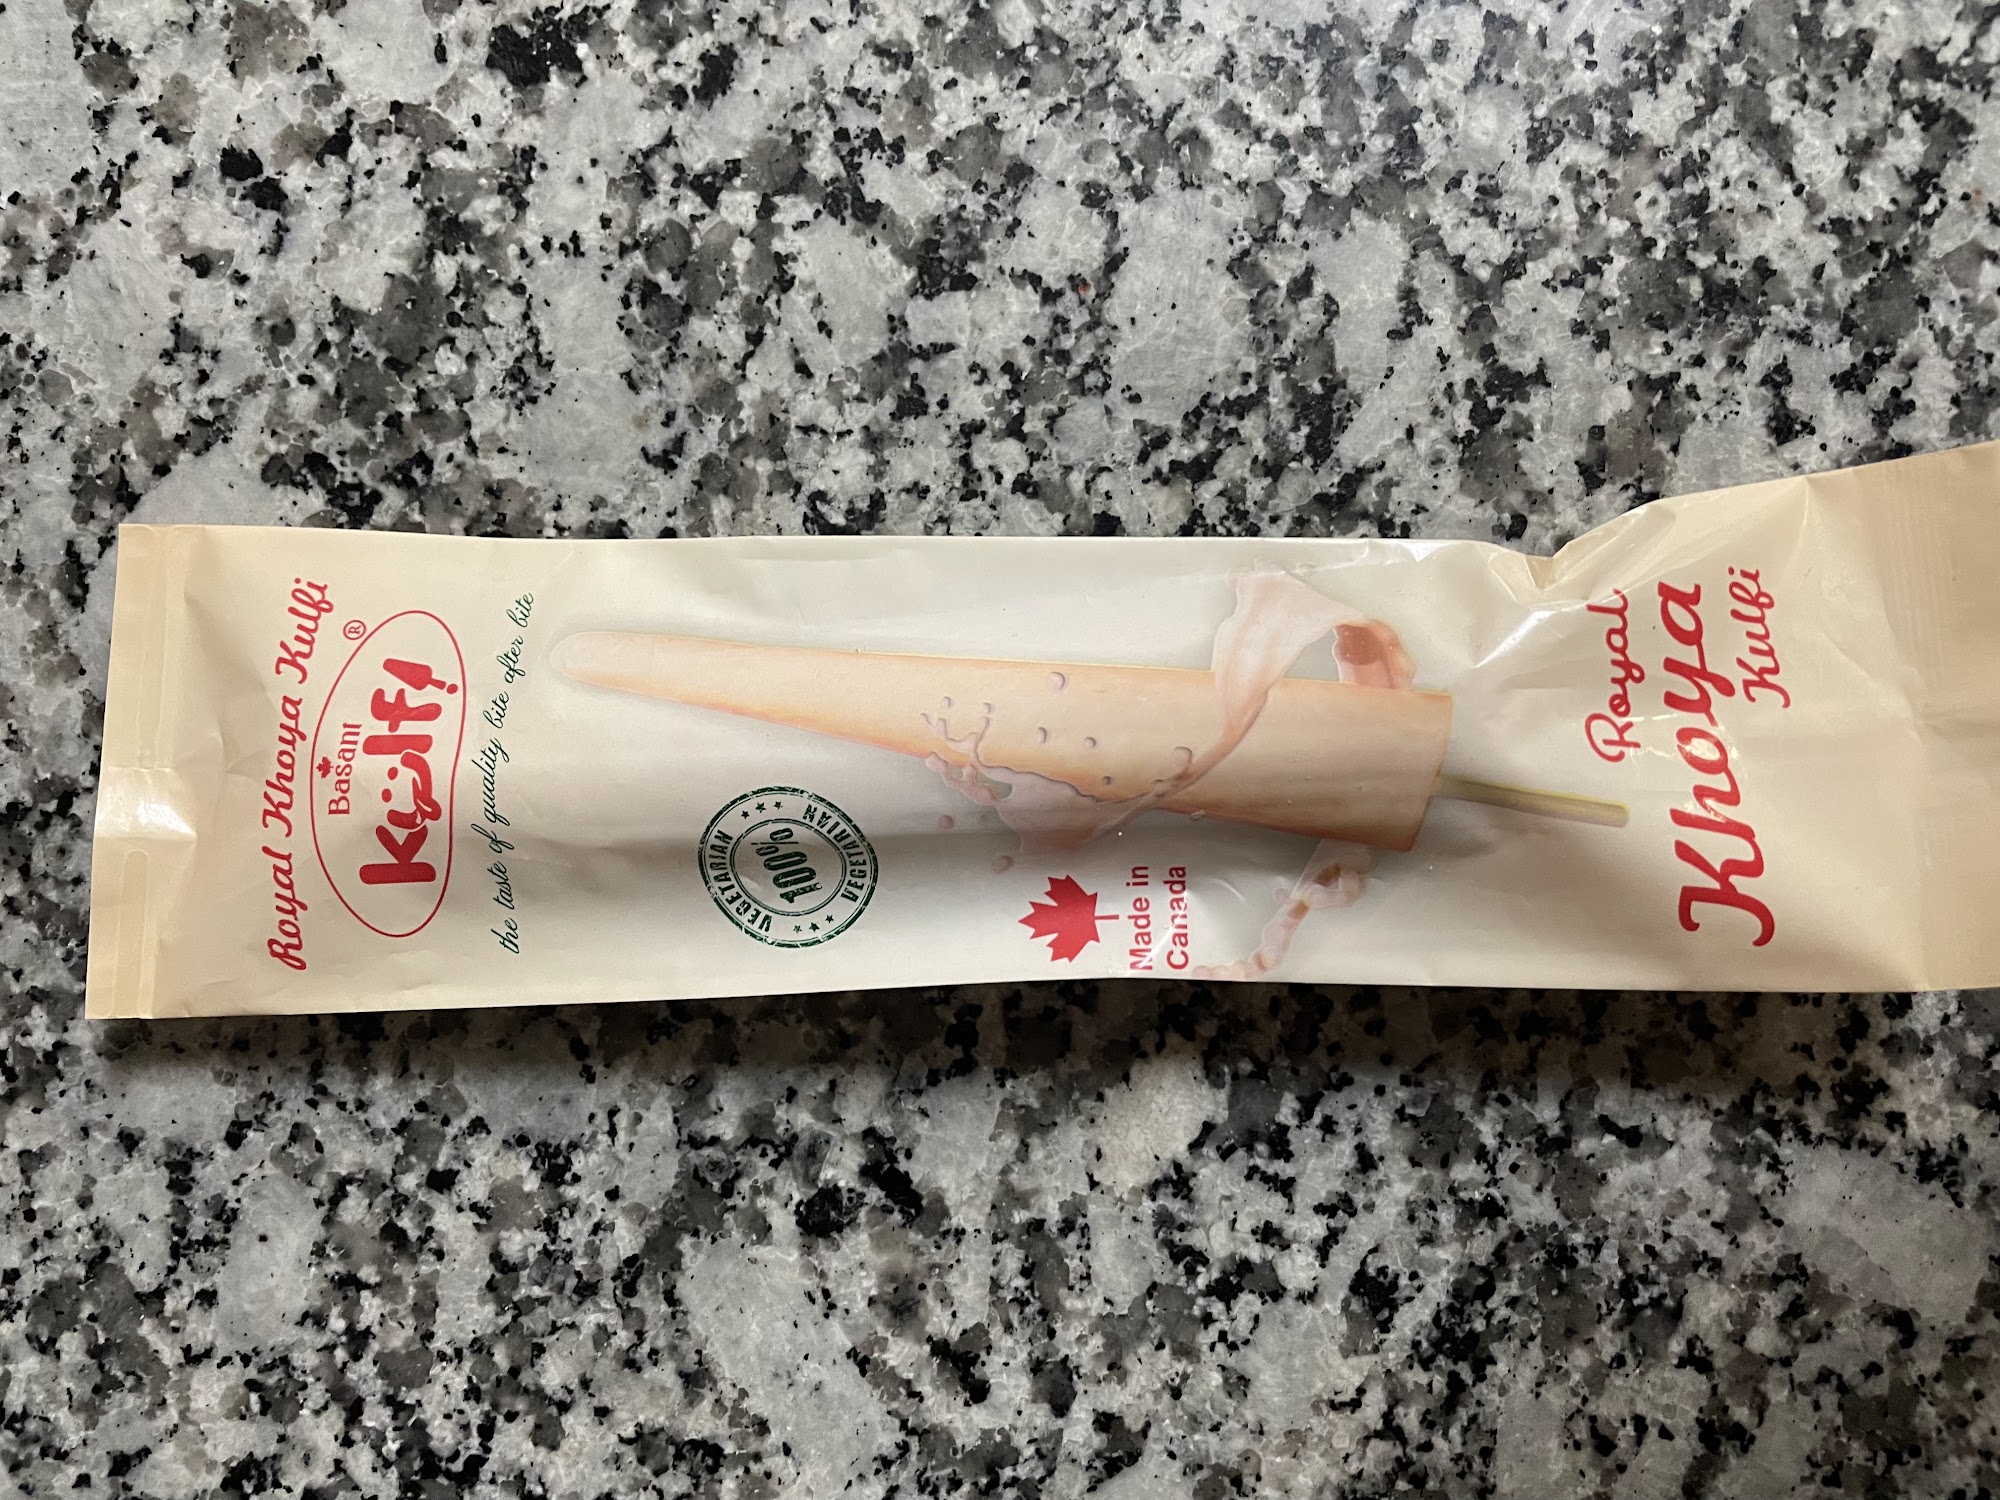 Royal Khoya Kulfi
Basant
Kulfi®
the taste of quality bite after bite
VEGETARIAN
100%
VEGETARIAN
Made in
Canada
Royal
Khoya
Kulfi